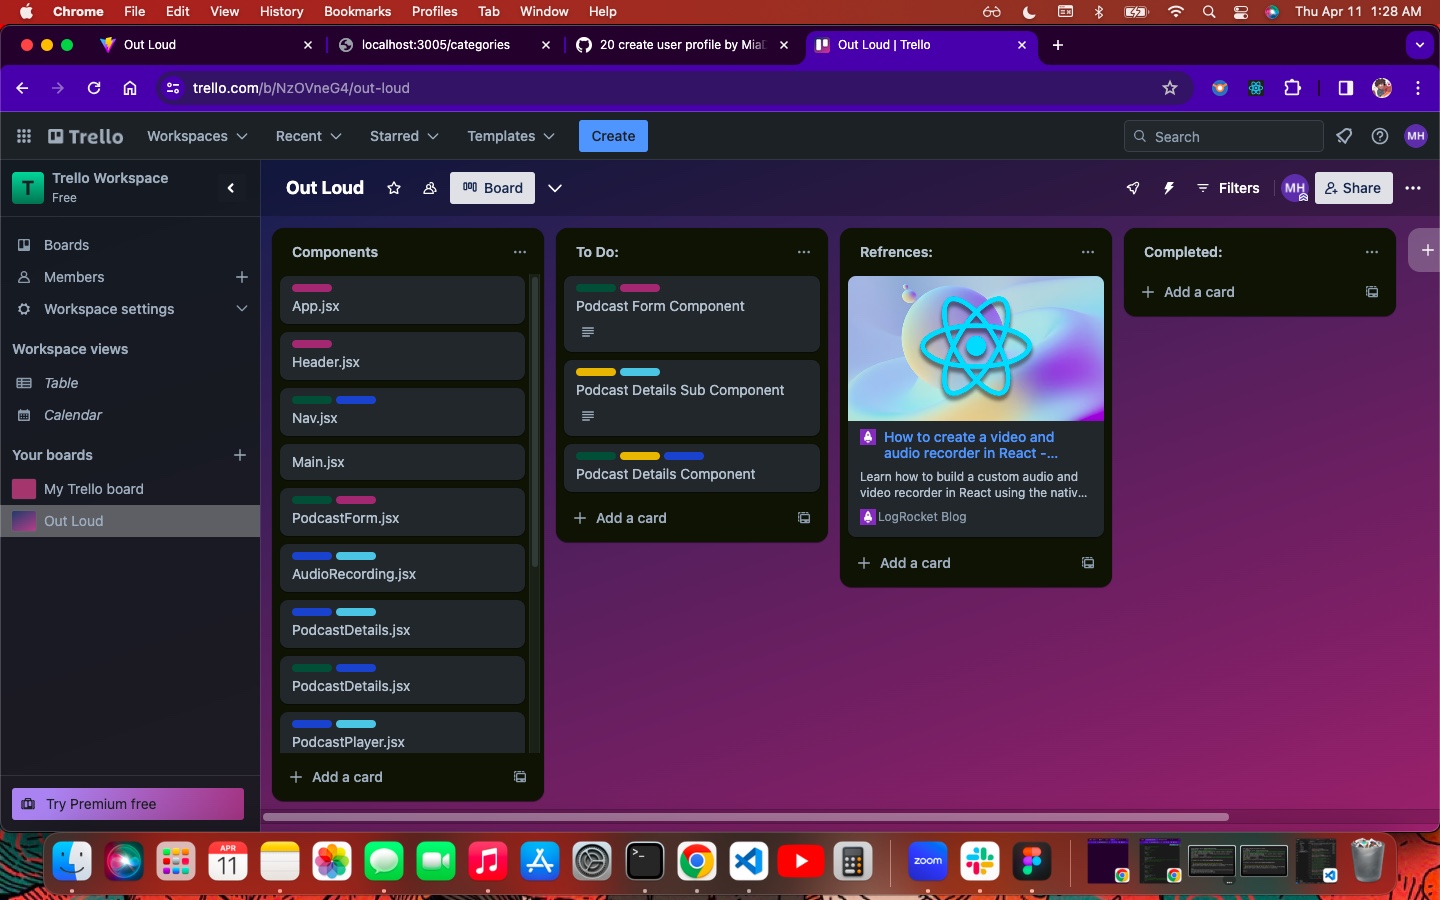 Chrome File Edit View History Bookmarks Profiles Tab Window Help Thu Apr 11 1:28 AM
Out Loud localhost:3005/categories 20 create user profile by Mia Out Loud | Trello
trello.com/b/NzOVneG4/out-loud
Trello Workspaces Recent Starred Templates Create Search MH
T Trello Workspace
Free
Out Loud Board Filters MH Share
Boards
Members
Workspace settings
Workspace views
Table
Calendar
Your boards
My Trello board
Out Loud
Try Premium free
Components
App.jsx
Header.jsx
Nav.jsx
Main.jsx
PodcastForm.jsx
AudioRecording.jsx
PodcastDetails.jsx
PodcastDetails.jsx
PodcastPlayer.jsx
Add a card
To Do:
Podcast Form Component
Podcast Details Sub Component
Podcast Details Component
Add a card
Refrences:
How to create a video and
audio recorder in React -...
Learn how to build a custom audio and
video recorder in React using the nativ...
LogRocket Blog
Add a card
Completed:
Add a card
APR
11
zoom